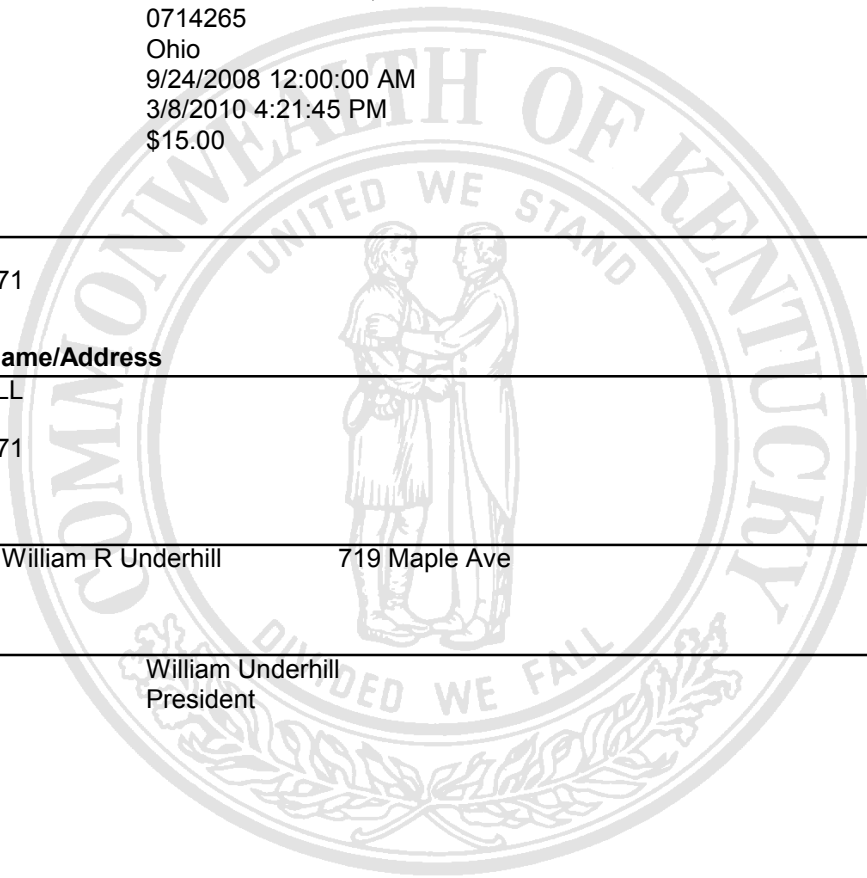 0714265
Ohio
9/24/2008 12:00:00 AM
3/8/2010 4:21:45 PM
$15.00
COMMONWEALTH OF KENTUCKY
UNITED WE STAND
71
ame/Address
LL
71
William R Underhill 719 Maple Ave
DIVIDED WE FALL
William Underhill
President